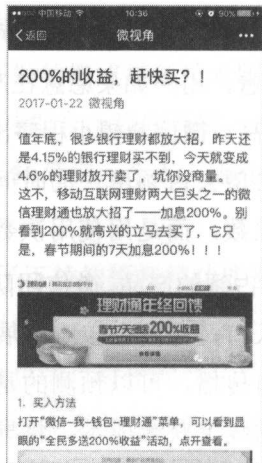 中国移动 10:36 90%
返回 微视角
200%的收益，赶快买？！
2017-01-22 微视角
值年底，很多银行理财都放大招，昨天还
是4.15%的银行理财买不到，今天就变成
4.6%的理财放开卖了，坑你没商量。
这不，移动互联网理财两大巨头之一的微
信理财通也放大招了——加息200%。别
看到200%就高兴的立马去买了，它只
是，春节期间的7天加息200%！！！
理财通年终回馈
春节7天多送200%收益
1. 买入方法
打开“微信-我-钱包-理财通”菜单，可以看到显
眼的“全民多送200%收益”活动，点开查看。